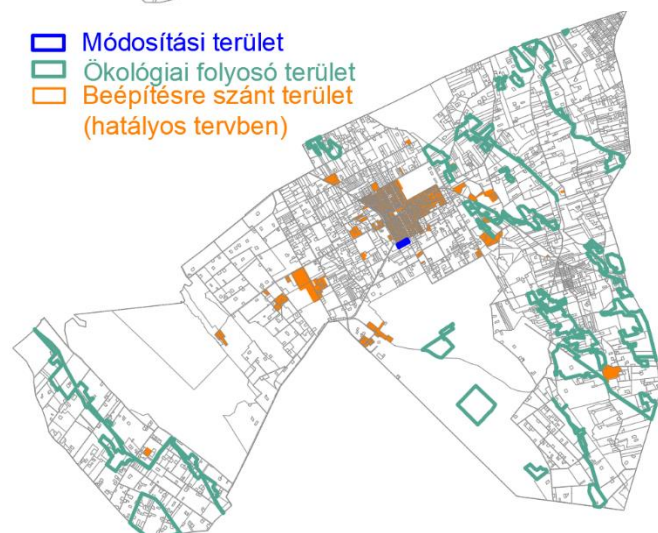 Módosítási terület
Ökológiai folyosó terület
Beépítésre szánt terület
(hatályos tervben)